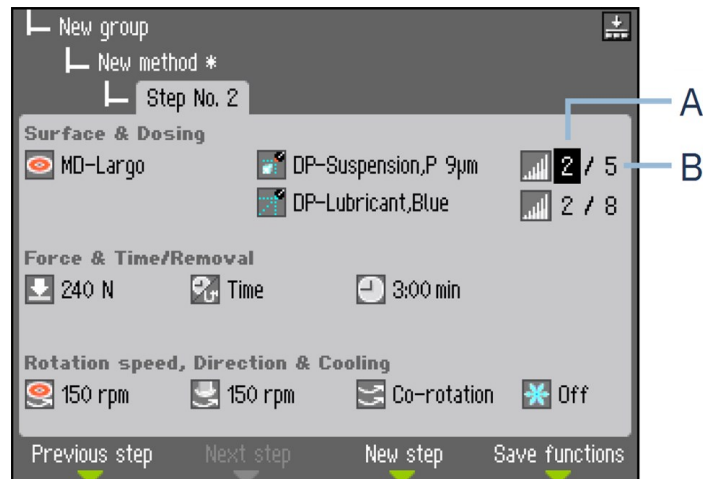 New group
New method *
Step No. 2
A
Surface & Dosing
MD-Largo DP-Suspension,P 9µm 2 / 5 B
DP-Lubricant,Blue 2 / 8
Force & Time/Removal
240 N Time 3:00 min
Rotation speed, Direction & Cooling
150 rpm 150 rpm Co-rotation Off
Previous step Next step New step Save functions